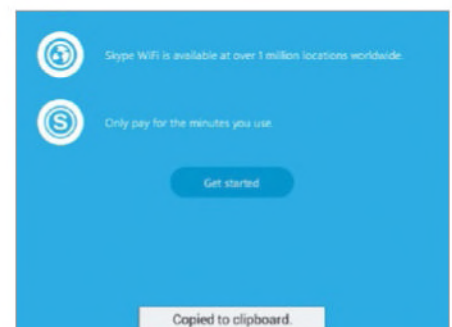 Skype WiFi is available at over 1 million locations worldwide.
S
Only pay for the minutes you use.
Get started
Copied to clipboard.